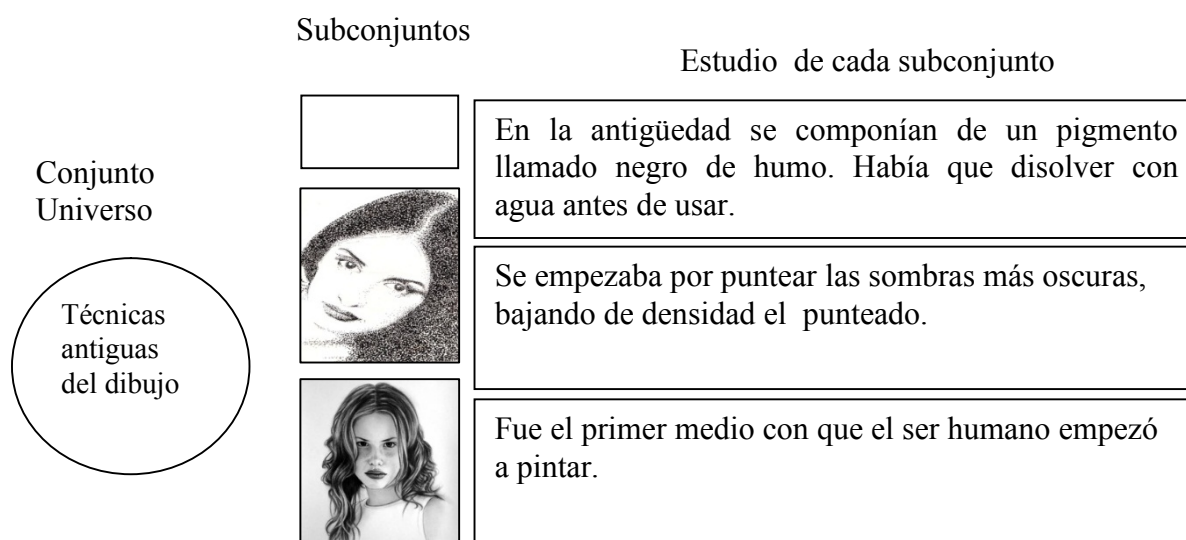 Subconjuntos
Estudio de cada subconjunto
Conjunto
Universo
Técnicas
antiguas
del dibujo
En la antigüedad se componían de un pigmento
llamado negro de humo. Había que disolver con
agua antes de usar.
Se empezaba por puntear las sombras más oscuras,
bajando de densidad el punteado.
Fue el primer medio con que el ser humano empezó
a pintar.